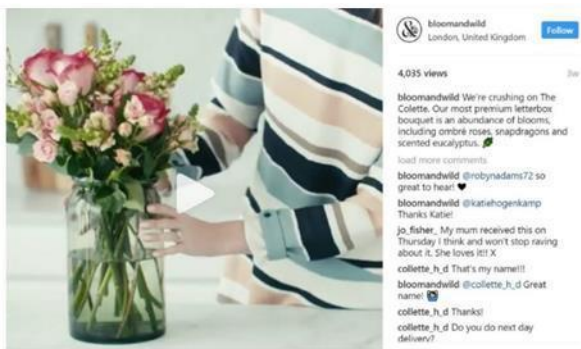 bloomandwild
London, United Kingdom
Follow
4,035 views
3w
bloomandwild We're crushing on The
Colette. Our most premium letterbox
bouquet is an abundance of blooms,
including ombré roses, snapdragons and
scented eucalyptus.
load more comments
bloomandwild @robynadams72 so
great to hear!
bloomandwild @katiehogenkamp
Thanks Katie!
jo_fisher_ My mum received this on
Thursday I think and won't stop raving
about it. She loves it!! X
collette_h_d That's my name!!!
bloomandwild @collette_h_d Great
name!
collette_h_d Thanks!
collette_h_d Do you do next day
delivery?